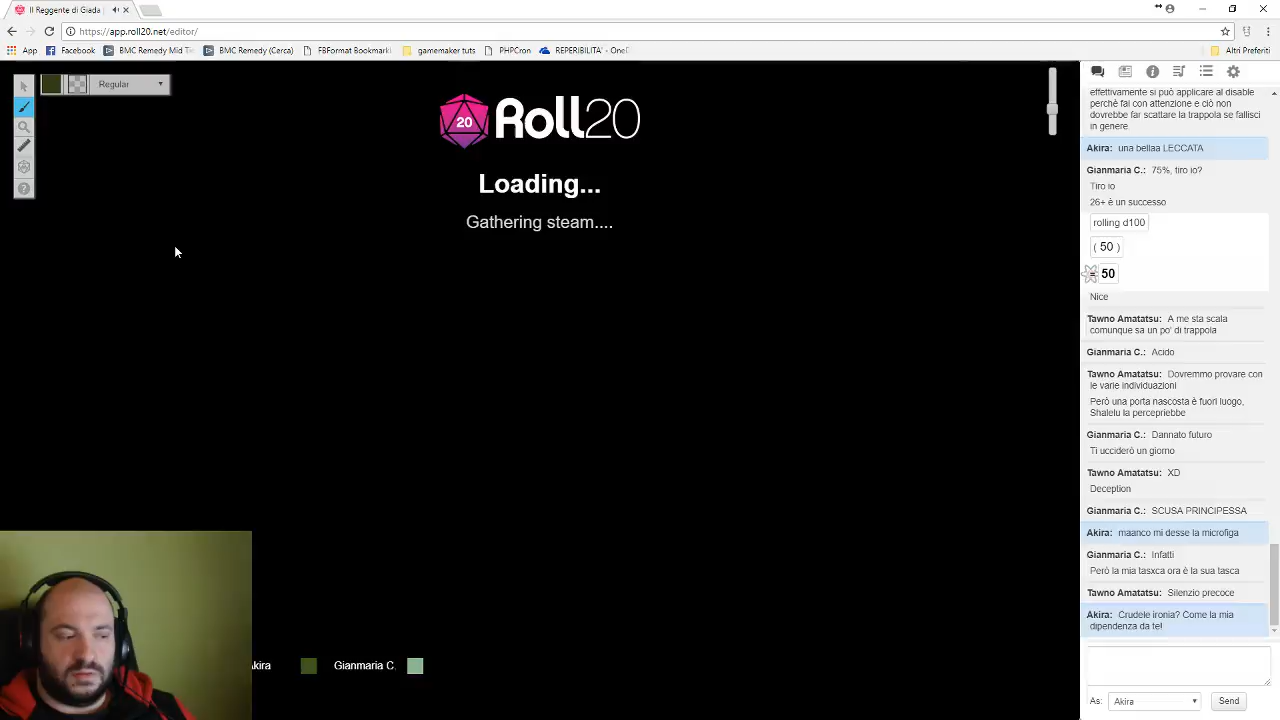 Il Reggente di Giada
https://app.roll20.net/editor/
App
Facebook
BMC Remedy Mid Tier
BMC Remedy (Cerca)
FBFormat Bookmarkl
gamemaker tuts
PHPCron
REPERIBILITA' - OneD
Altri Preferiti
Regular
20
Roll20
Loading...
Gathering steam....
Akira
Gianmaria C.
effettivamente si può applicare al disable
perchè fai con attenzione e ciò non
dovrebbe far scattare la trappola se fallisci
in genere.
Akira: una bellaa LECCATA
Gianmaria C.: 75%, tiro io?
Tiro io
26+ è un successo
rolling d100
( 50 )
= 50
Nice
Tawno Amatatsu: A me sta scala
comunque sa un po' di trappola
Gianmaria C.: Acido
Tawno Amatatsu: Dovremmo provare con
le varie individuazioni
Però una porta nascosta è fuori luogo,
Shalelu la percepriebbe
Gianmaria C.: Dannato futuro
Ti ucciderò un giorno
Tawno Amatatsu: XD
Deception
Gianmaria C.: SCUSA PRINCIPESSA
Akira: maanco mi desse la microfiga
Gianmaria C.: Infatti
Però la mia tasxca ora è la sua tasca
Tawno Amatatsu: Silenzio precoce
Akira: Crudele ironia? Come la mia
dipendenza da te!
As:
Akira
Send